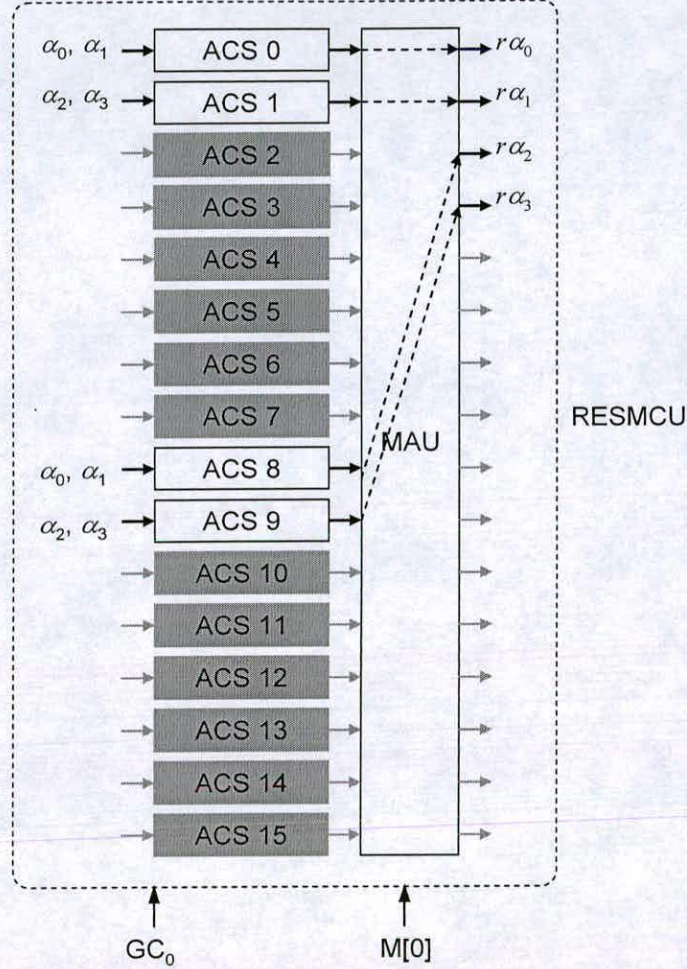 α₀, α₁ ACS 0 rα₀
α₂, α₃ ACS 1 rα₁
ACS 2 rα₂
ACS 3 rα₃
ACS 4
ACS 5
ACS 6
ACS 7
MAU
RESMCU
α₀, α₁ ACS 8
α₂, α₃ ACS 9
ACS 10
ACS 11
ACS 12
ACS 13
ACS 14
ACS 15
GC₀ M[0]